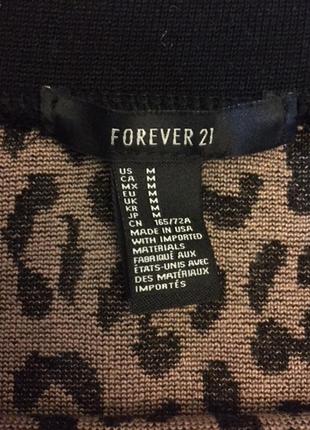 FOREVER 21
US M
CA M
MX M
EU M
UK M
KR M
JP M
CN 165/72A
MADE IN USA
WITH IMPORTED
MATERIALS
FABRIQUÉ AUX
ÉTATS-UNIS AVEC
DES MATÉRIAUX
IMPORTÉS